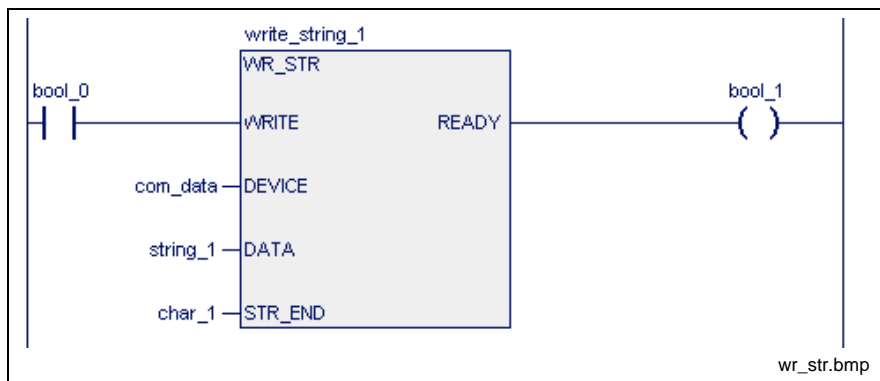 write_string_1
WR_STR
bool_0
bool_1
WRITE
READY
com_data
DEVICE
string_1
DATA
char_1
STR_END
wr_str.bmp